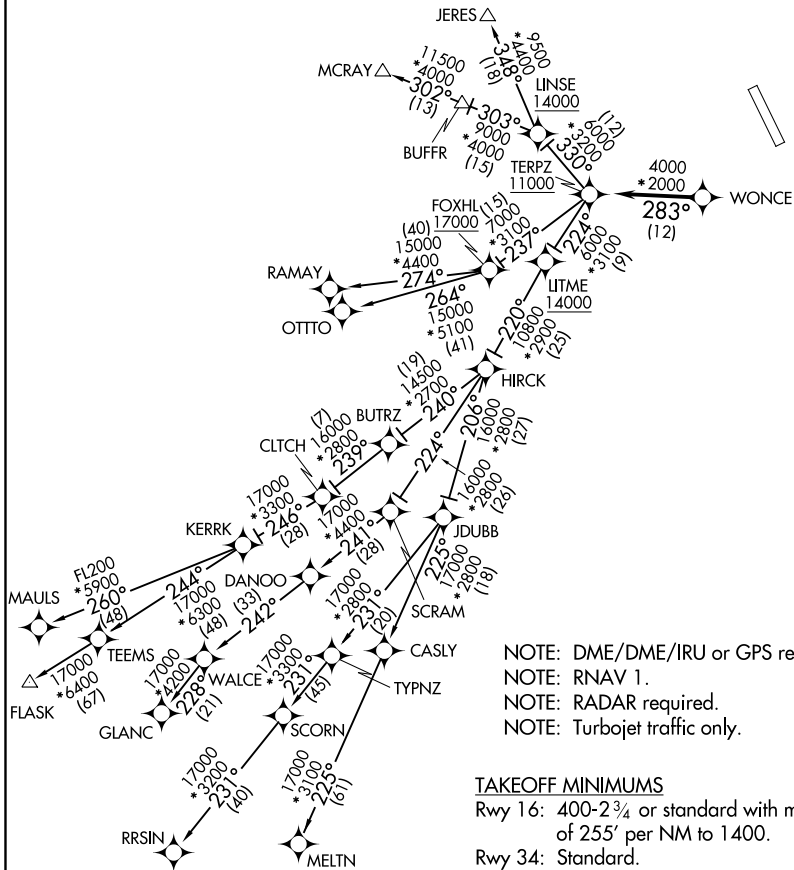 JERES
9500
*4400
348°
(18)
MCRAY
11500
*4000
302°
(13)
LINSE
14000
303°
9000
*4000
(15)
BUFFR
(12)
6000
*3200
330°
TERPZ
11000
4000
*2000
283°
(12)
WONCE
FOXHL
17000
(15)
7000
*3100
237°
224°
6000
*3100
(9)
(40)
15000
*4400
274°
RAMAY
OTTTO
264°
15000
*5100
(41)
LITME
14000
220°
10800
*2900
(25)
HIRCK
(19)
14500
*2700
240°
BUTRZ
206°
16000
*2800
(27)
(7)
16000
*2800
239°
CLTCH
224°
16000
*2800
(26)
17000
*3300
246°
(28)
KERRK
17000
*4400
241°
(28)
JDUBB
225°
17000
*2800
(18)
SCRAM
DANOO
FL200
*5900
260°
(48)
MAULS
244°
17000
*6300
(48)
TEEMS
(33)
242°
17000
*2800
231°
(20)
CASLY
WALCE
TYPNZ
17000
*6400
(67)
FLASK
17000
*4200
228°
(21)
GLANC
17000
*3300
231°
(45)
SCORN
17000
*3200
231°
(40)
RRSIN
17000
*3100
225°
(61)
MELTN
NOTE: DME/DME/IRU or GPS re
NOTE: RNAV 1.
NOTE: RADAR required.
NOTE: Turbojet traffic only.
TAKEOFF MINIMUMS
Rwy 16: 400-2 ¾ or standard with m
of 255' per NM to 1400.
Rwy 34: Standard.